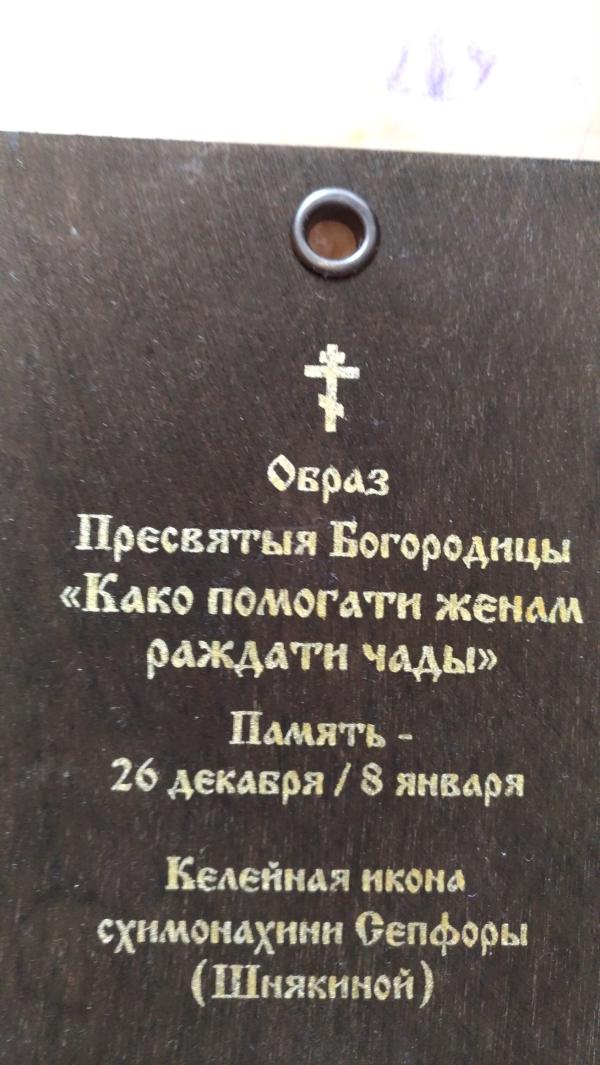 Образ
Пресвятыя Богородицы
«Како помогати женам
раждати чады»
Память -
26 декабря / 8 января
Келейная икона
схимонахини Сепфоры
(Шнякиной)